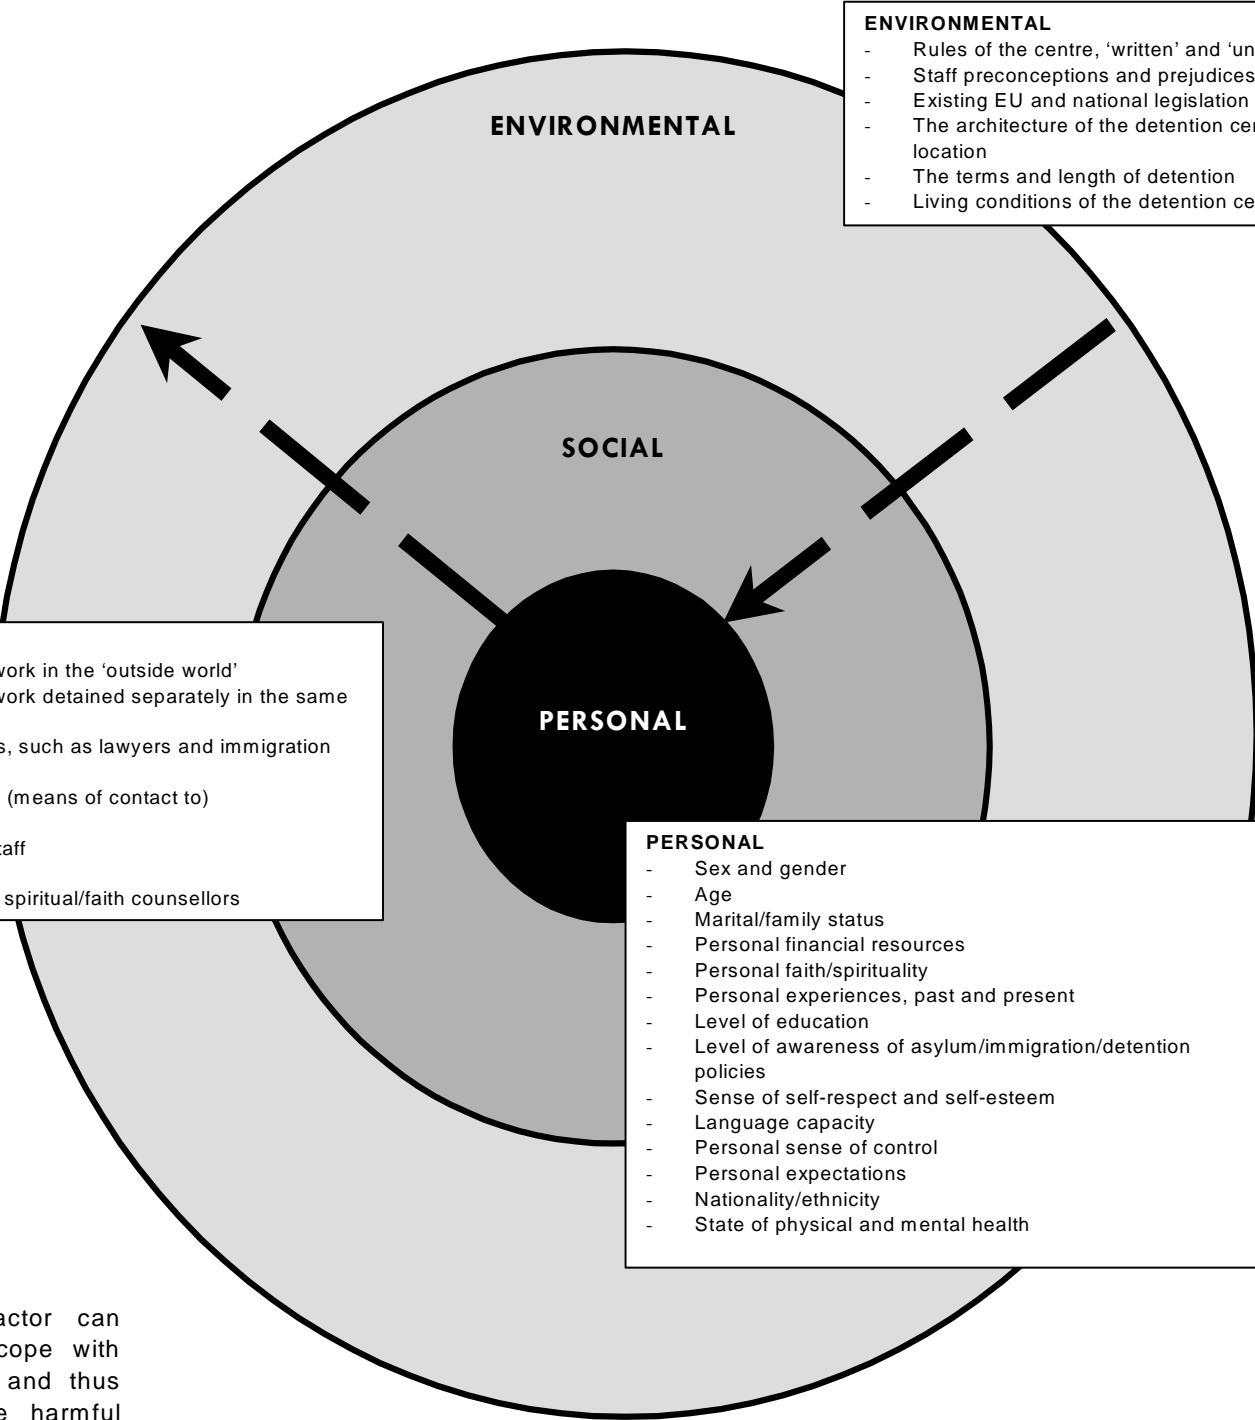 ENVIRONMENTAL
- Rules of the centre, ‘written’ and ‘un
- Staff preconceptions and prejudices
- Existing EU and national legislation
- The architecture of the detention cen
location
- The terms and length of detention
- Living conditions of the detention ce
ENVIRONMENTAL
SOCIAL
work in the ‘outside world’
work detained separately in the same
s, such as lawyers and immigration
(means of contact to)
taff
spiritual/faith counsellors
PERSONAL
PERSONAL
- Sex and gender
- Age
- Marital/family status
- Personal financial resources
- Personal faith/spirituality
- Personal experiences, past and present
- Level of education
- Level of awareness of asylum/immigration/detention
policies
- Sense of self-respect and self-esteem
- Language capacity
- Personal sense of control
- Personal expectations
- Nationality/ethnicity
- State of physical and mental health
actor can
cope with
and thus
e harmful